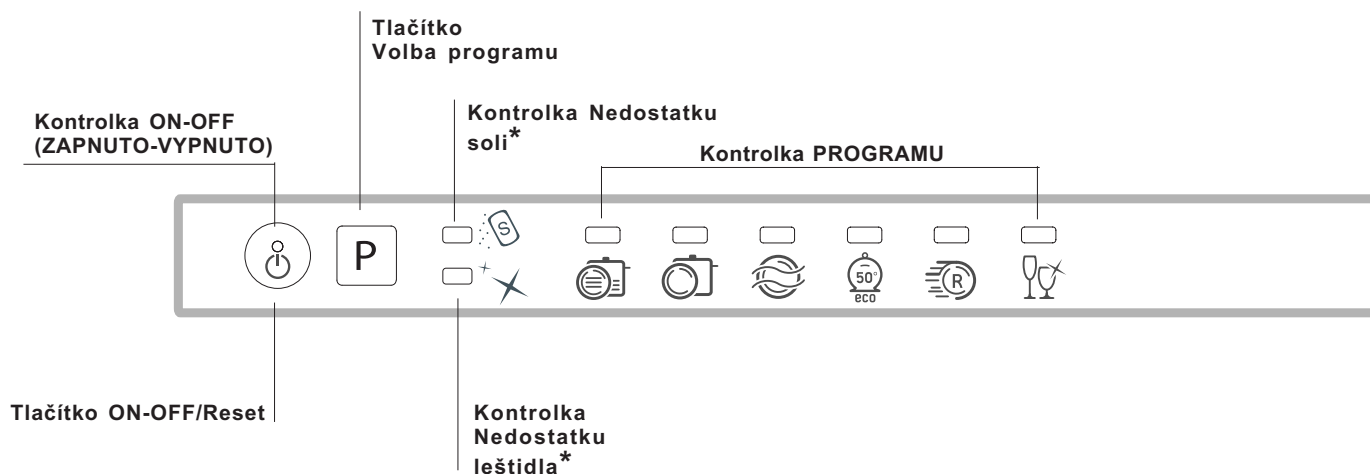 Tlačítko
Volba programu
Kontrolka ON-OFF
(ZAPNUTO-VYPNUTO)
Kontrolka Nedostatku
soli*
Kontrolka PROGRAMU
P
S
50°
eco
R
Tlačítko ON-OFF/Reset
Kontrolka
Nedostatku
leštidla*